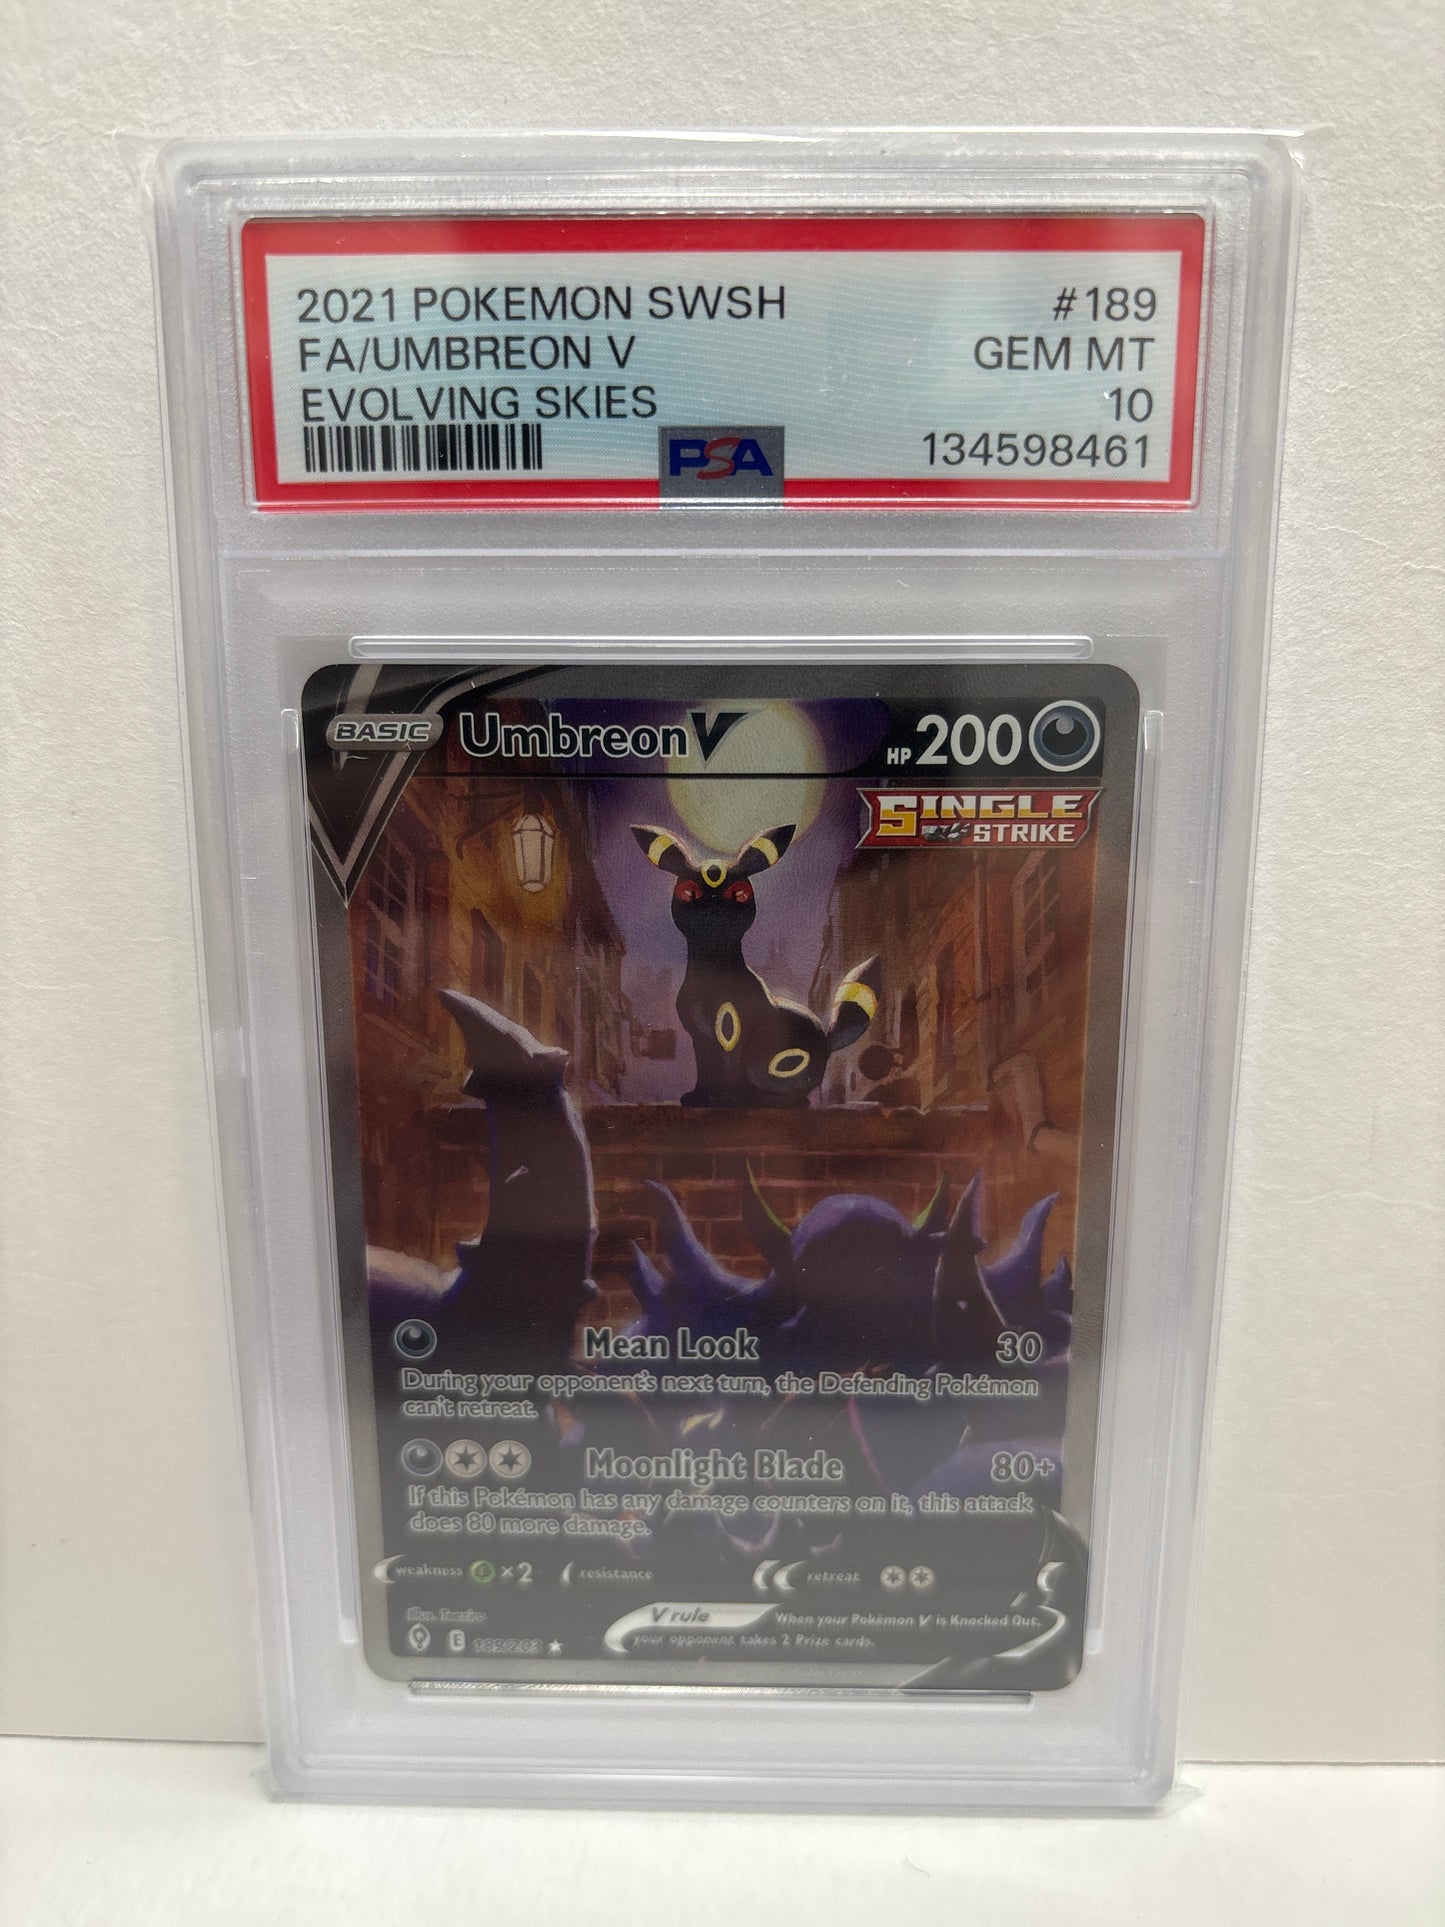 2021 POKEMON SWSH #189
FA/UMBREON V GEM MT
EVOLVING SKIES 10
PSA 134598461
BASIC Umbreon V HP 200
SINGLE
STRIKE
Mean Look 30
During your opponent's next turn, the Defending Pokémon
can't retreat.
Moonlight Blade 80+
If this Pokémon has any damage counters on it, this attack
does 80 more damage.
weakness ×2 resistance retreat
V rule When your Pokémon V is Knocked Out,
your opponent takes 2 Prize cards.
Illus. Teeziro
E 189/203